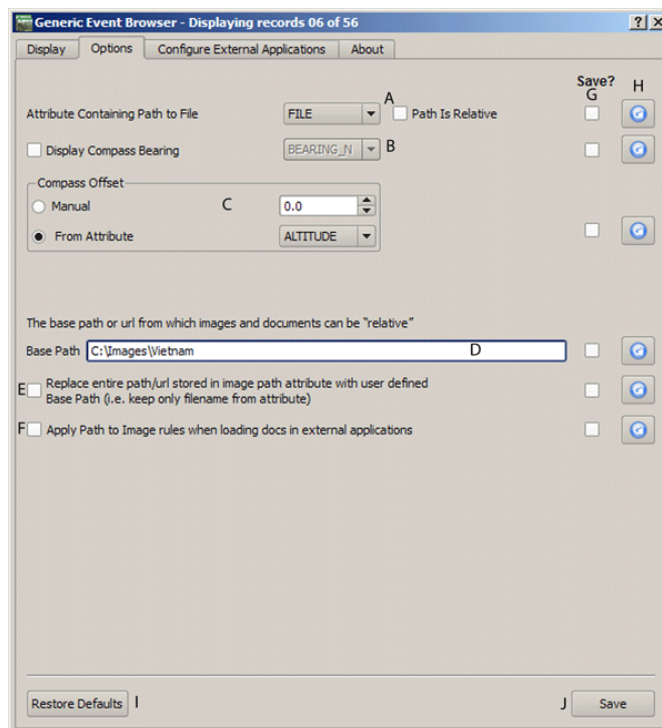 Generic Event Browser - Displaying records 06 of 56
Display Options Configure External Applications About
Save? H
A G
Attribute Containing Path to File FILE Path Is Relative
Display Compass Bearing BEARING_N B
Compass Offset
Manual C 0.0
From Attribute ALTITUDE
The base path or url from which images and documents can be "relative"
Base Path C:\Images\Vietnam D
E Replace entire path/url stored in image path attribute with user defined
Base Path (i.e. keep only filename from attribute)
F Apply Path to Image rules when loading docs in external applications
Restore Defaults I J Save